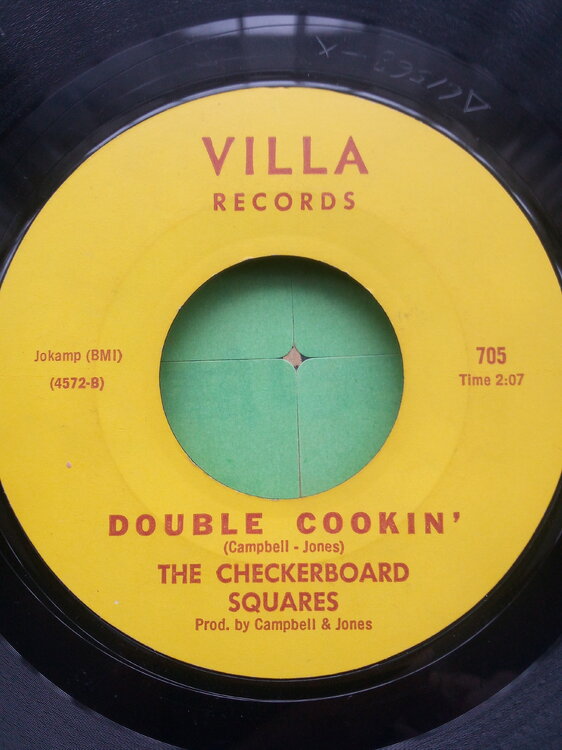 VILLA
RECORDS
Jokamp (BMI)
(4572-B)
705
Time 2:07
DOUBLE COOKIN'
(Campbell - Jones)
THE CHECKERBOARD
SQUARES
Prod. by Campbell & Jones